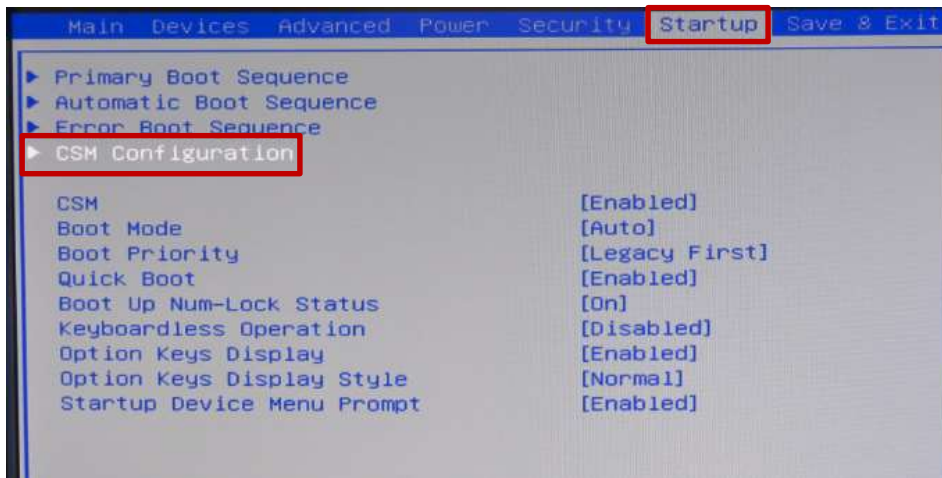 Main Devices Advanced Power Security Startup Save & Exit
Primary Boot Sequence
Automatic Boot Sequence
Error Boot Sequence
CSM Configuration
CSM [Enabled]
Boot Mode [Auto]
Boot Priority [Legacy First]
Quick Boot [Enabled]
Boot Up Num-Lock Status [On]
Keyboardless Operation [Disabled]
Option Keys Display [Enabled]
Option Keys Display Style [Normal]
Startup Device Menu Prompt [Enabled]